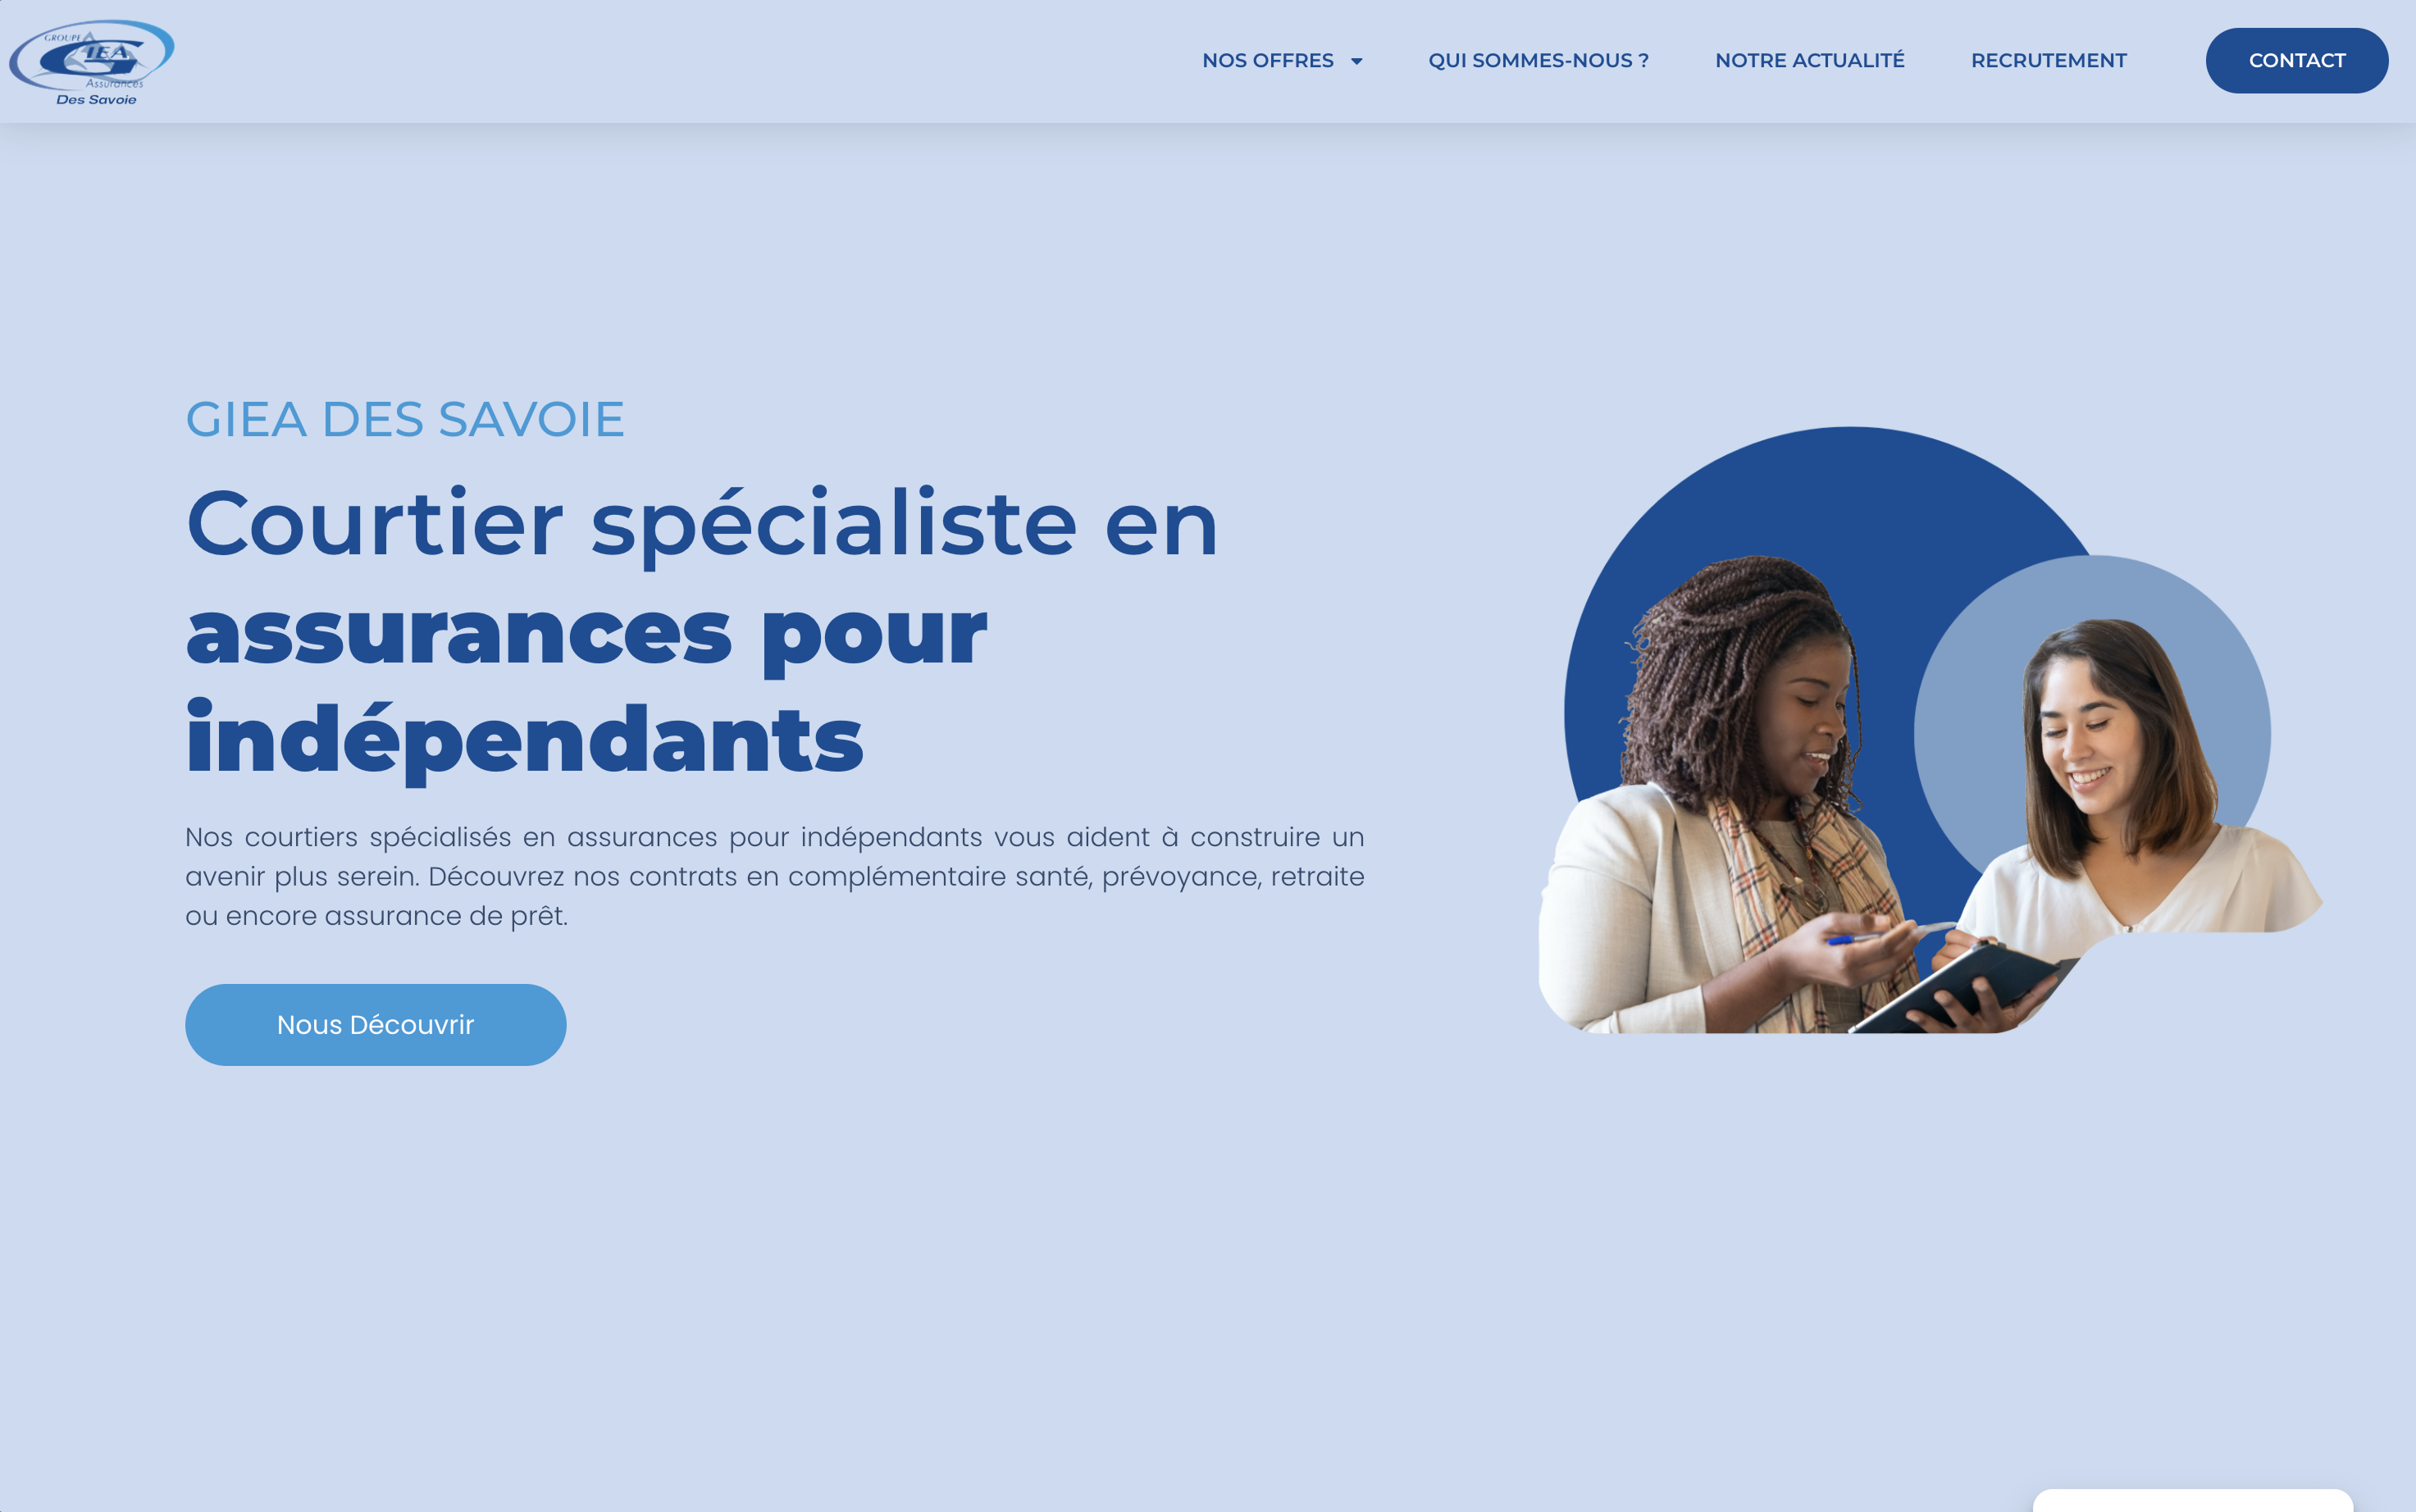 GROUPE
GIEA
Assurances
Des Savoie
NOS OFFRES
QUI SOMMES-NOUS ?
NOTRE ACTUALITÉ
RECRUTEMENT
CONTACT
GIEA DES SAVOIE
Courtier spécialiste en
assurances pour
indépendants
Nos courtiers spécialisés en assurances pour indépendants vous aident à construire un
avenir plus serein. Découvrez nos contrats en complémentaire santé, prévoyance, retraite
ou encore assurance de prêt.
Nous Découvrir